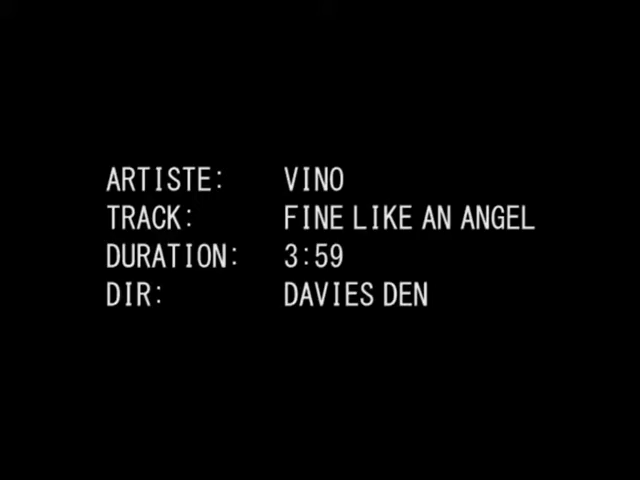 ARTISTE: VINO
TRACK: FINE LIKE AN ANGEL
DURATION: 3:59
DIR: DAVIES DEN